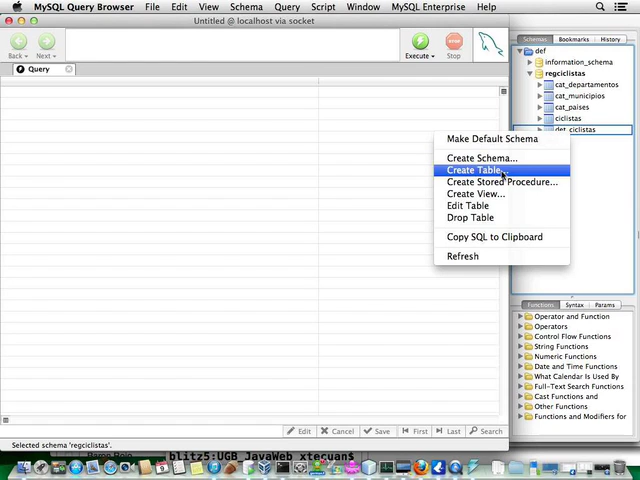 MySQL Query Browser File Edit View Schema Query Script Window MySQL Enterprise Help
Untitled @ localhost via socket
Back Next Execute Stop
Query
Schemas Bookmarks History
def
information_schema
regciclistas
cat_departamentos
cat_municipios
cat_paises
ciclistas
det_ciclistas
Make Default Schema
Create Schema...
Create Table...
Create Stored Procedure...
Create View...
Edit Table
Drop Table
Copy SQL to Clipboard
Refresh
Functions Syntax Params
Operator and Function
Operators
Control Flow Functions
String Functions
Numeric Functions
Date and Time Functions
What Calendar Is Used By
Full-Text Search Functions
Cast Functions and
Other Functions
Functions and Modifiers for
Edit Cancel Save First Last Search
Selected schema 'regciclistas'.
blitz5:UGB_JavaWeb xtecuan$